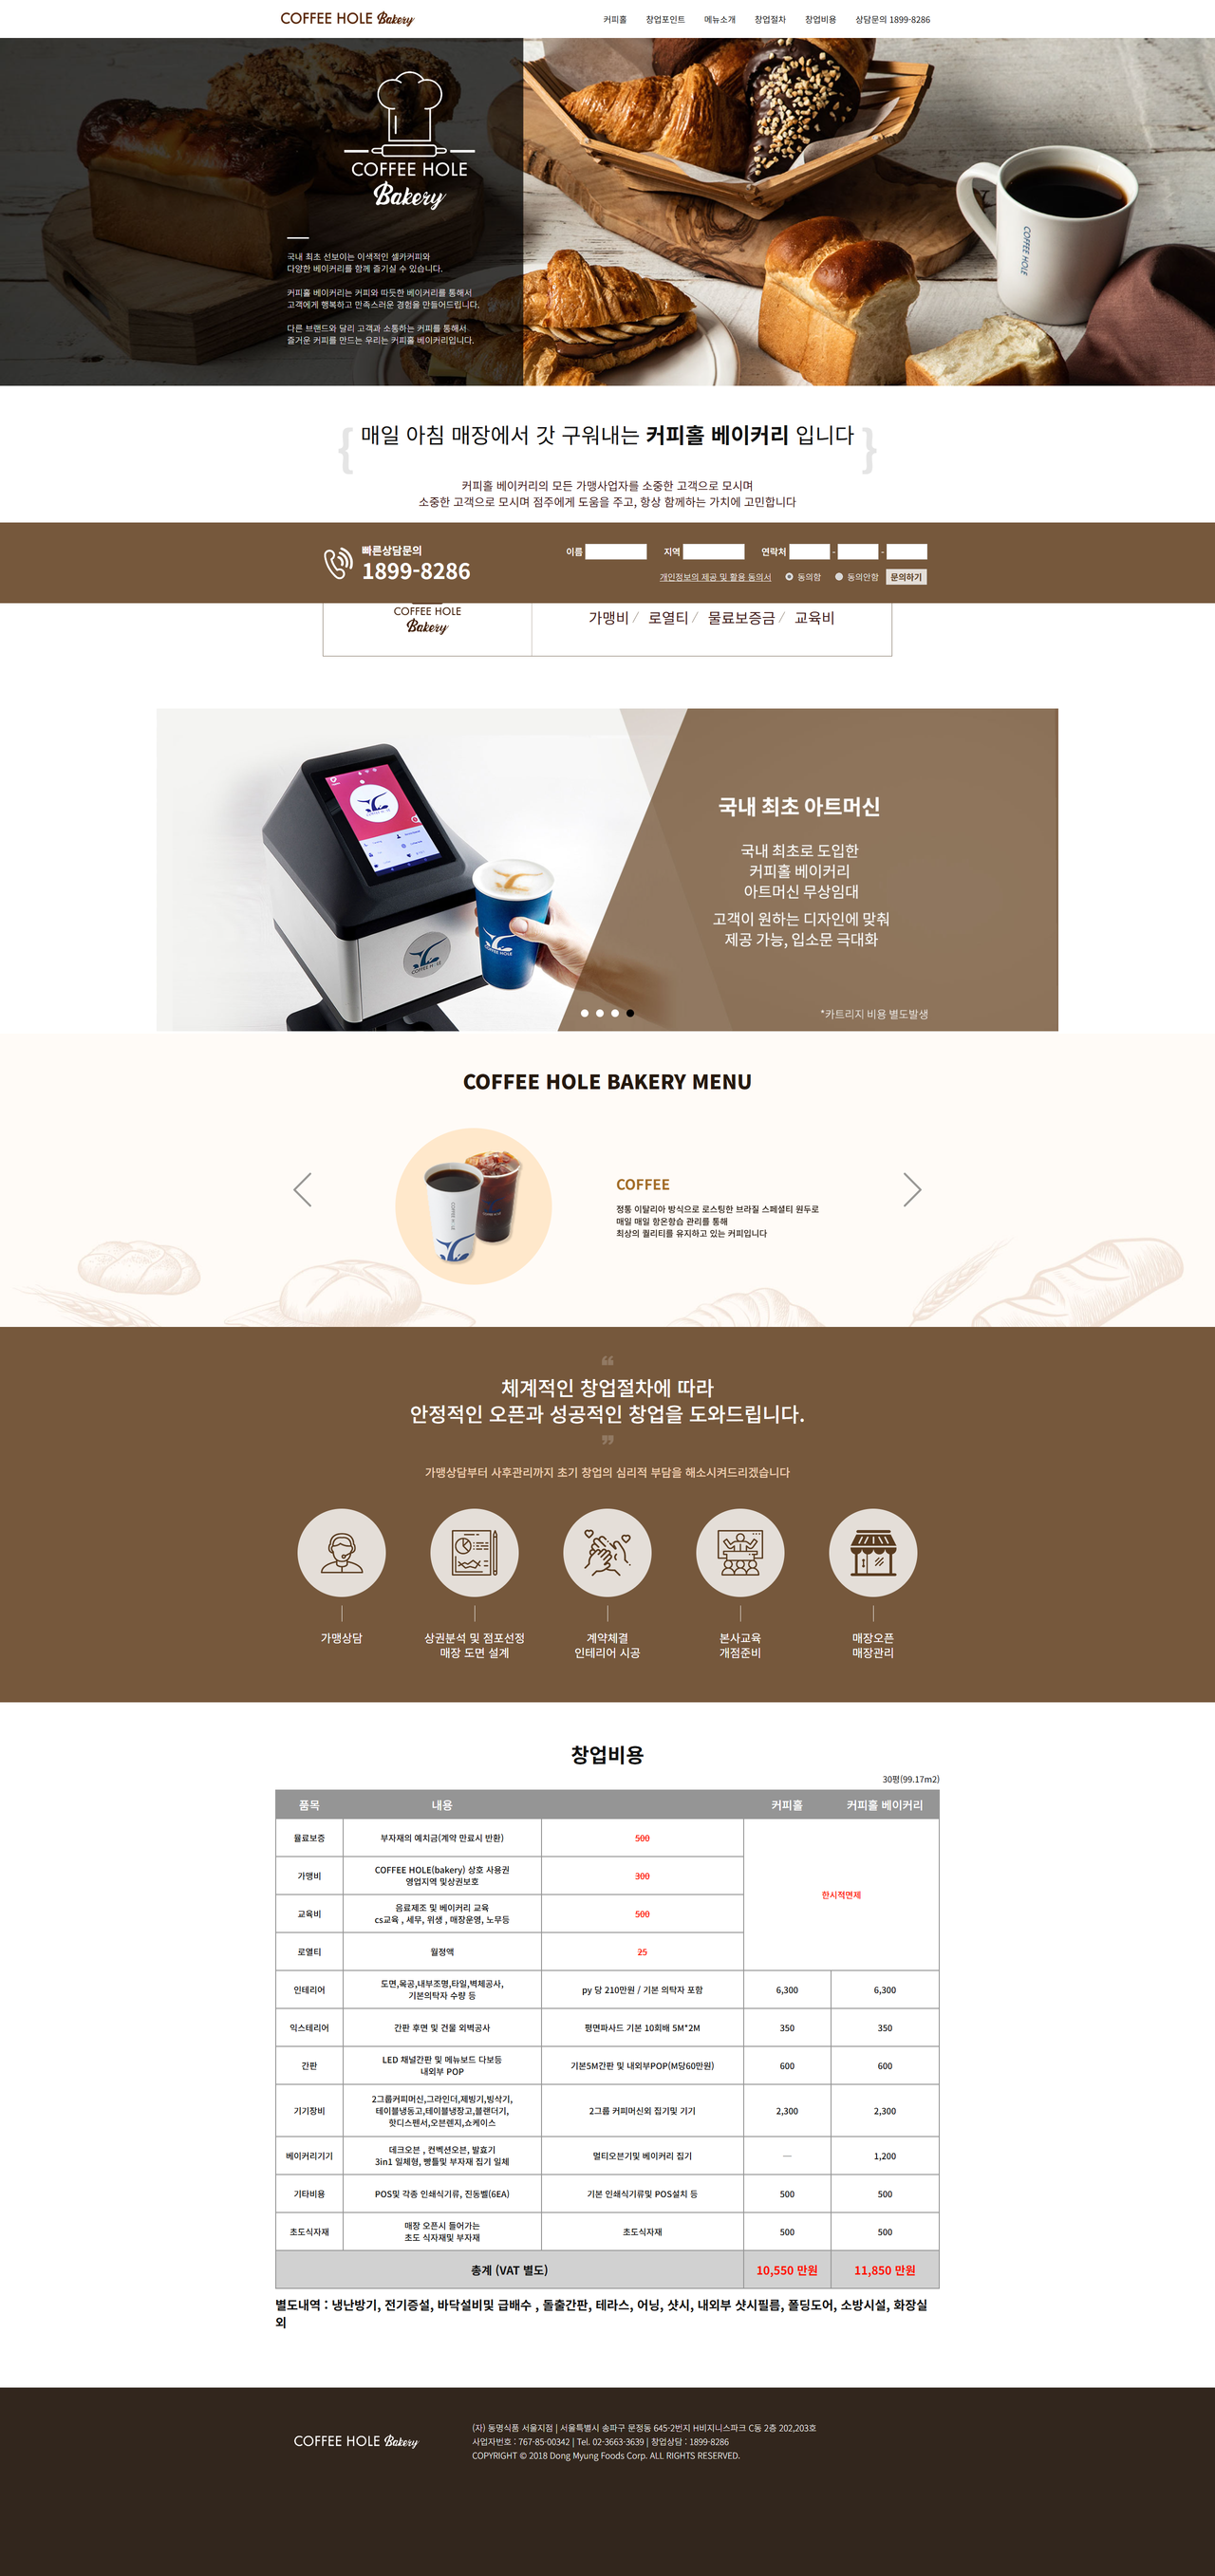 COFFEE HOLE Bakery
커피홀 창업포인트 메뉴소개 창업절차 창업비용 상담문의 1899-8286
COFFEE HOLE
Bakery
국내 최초 선보이는 이색적인 셀카커피와
다양한 베이커리를 함께 즐기실 수 있습니다.
커피홀 베이커리는 커피와 따듯한 베이커리를 통해서
고객에게 행복하고 만족스러운 경험을 만들어드립니다.
다른 브랜드와 달리 고객과 소통하는 커피를 통해서
즐거운 커피를 만드는 우리는 커피홀 베이커리입니다.
COFFEE HOLE
{ 매일 아침 매장에서 갓 구워내는 커피홀 베이커리 입니다 }
커피홀 베이커리의 모든 가맹사업자를 소중한 고객으로 모시며
소중한 고객으로 모시며 점주에게 도움을 주고, 항상 함께하는 가치에 고민합니다
빠른상담문의
1899-8286
이름 지역 연락처 - -
개인정보의 제공 및 활용 동의서 동의함 동의안함 문의하기
COFFEE HOLE
Bakery
가맹비 / 로열티 / 물료보증금 / 교육비
국내 최초 아트머신
국내 최초로 도입한
커피홀 베이커리
아트머신 무상임대
고객이 원하는 디자인에 맞춰
제공 가능, 입소문 극대화
*카트리지 비용 별도발생
COFFEE HOLE BAKERY MENU
COFFEE
정통 이탈리아 방식으로 로스팅한 브라질 스페셜티 원두로
매일 매일 항온항습 관리를 통해
최상의 퀄리티를 유지하고 있는 커피입니다
“
체계적인 창업절차에 따라
안정적인 오픈과 성공적인 창업을 도와드립니다.
”
가맹상담부터 사후관리까지 초기 창업의 심리적 부담을 해소시켜드리겠습니다
가맹상담
상권분석 및 점포선정
매장 도면 설계
계약체결
인테리어 시공
본사교육
개점준비
매장오픈
매장관리
창업비용
30평(99.17m2)
품목 내용 커피홀 커피홀 베이커리
물료보증 부자재의 예치금(계약 만료시 반환) 500
한시적면제
가맹비 COFFEE HOLE(bakery) 상호 사용권
영업지역 및상권보호 300
교육비 음료제조 및 베이커리 교육
cs교육 , 세무, 위생 , 매장운영, 노무등 500
로열티 월정액 25
인테리어 도면,목공,내부조명,타일,벽체공사,
기본의탁자 수량 등 py 당 210만원 / 기본 의탁자 포함 6,300 6,300
익스테리어 간판 후면 및 건물 외벽공사 평면파사드 기본 10회배 5M*2M 350 350
간판 LED 채널간판 및 메뉴보드 다보등
내외부 POP 기본5M간판 및 내외부POP(M당60만원) 600 600
기기장비 2그룹커피머신,그라인더,제빙기,빙삭기,
테이블냉동고,테이블냉장고,블랜더기,
핫디스펜서,오븐렌지,쇼케이스 2그룹 커피머신외 집기및 기기 2,300 2,300
베이커리기기 데크오븐 , 컨벡션오븐, 발효기
3in1 일체형, 빵틀및 부자재 집기 일체 멀티오븐기및 베이커리 집기 — 1,200
기타비용 POS및 각종 인쇄식기류, 진동벨(6EA) 기본 인쇄식기류및 POS설치 등 500 500
초도식자재 매장 오픈시 들어가는
초도 식자재및 부자재 초도식자재 500 500
총계 (VAT 별도) 10,550 만원 11,850 만원
별도내역 : 냉난방기, 전기증설, 바닥설비및 급배수 , 돌출간판, 테라스, 어닝, 샷시, 내외부 샷시필름, 폴딩도어, 소방시설, 화장실
외
COFFEE HOLE Bakery
(자) 동명식품 서울지점 | 서울특별시 송파구 문정동 645-2번지 H비지니스파크 C동 2층 202,203호
사업자번호 : 767-85-00342 | Tel. 02-3663-3639 | 창업상담 : 1899-8286
COPYRIGHT © 2018 Dong Myung Foods Corp. ALL RIGHTS RESERVED.